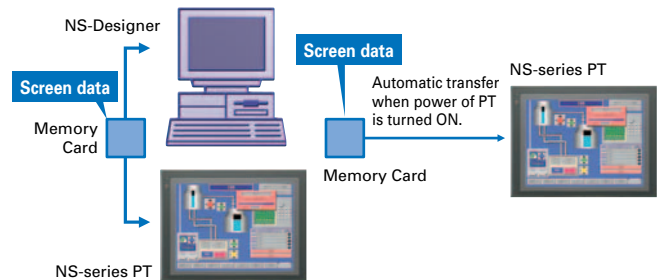 NS-Designer
Screen data
Memory
Card
NS-series PT
Screen data
Automatic transfer
when power of PT
is turned ON.
Memory Card
NS-series PT